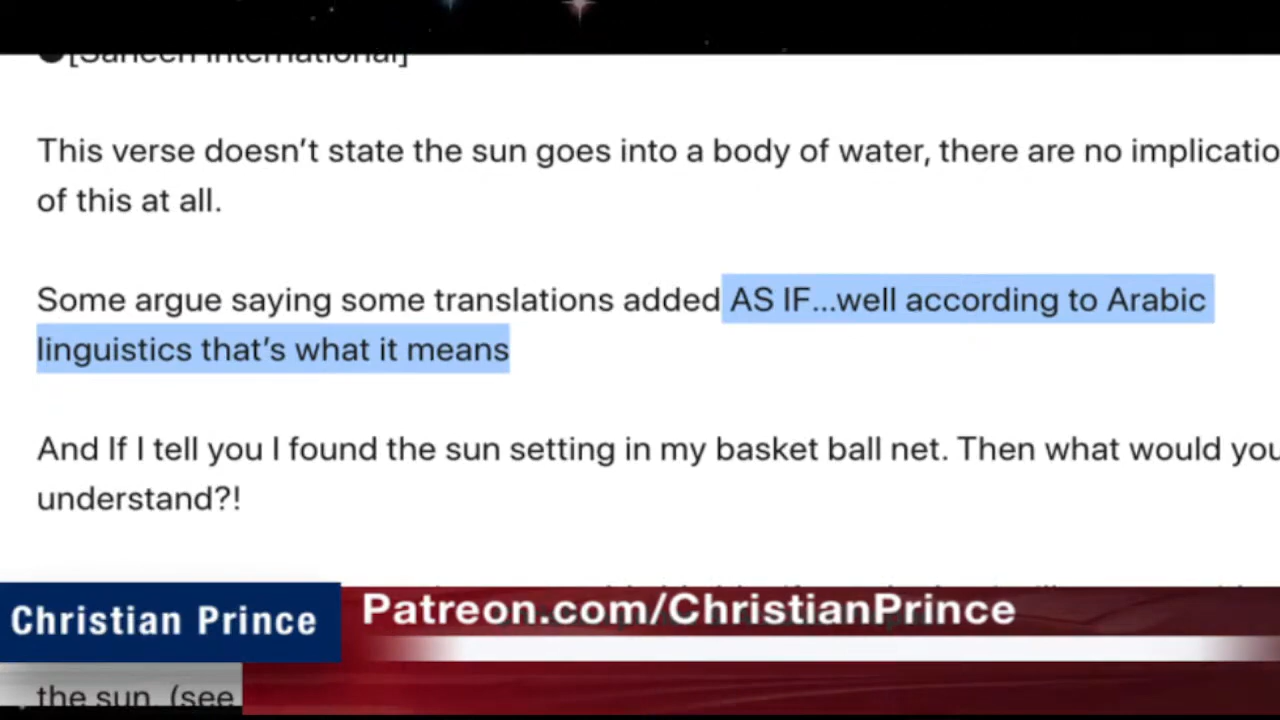 [Saheeh International]
This verse doesn't state the sun goes into a body of water, there are no
of this at all.
Some argue saying some translations added AS IF...well according to Arabic
linguistics that's what it means
And If I tell you I found the sun setting in my basket ball net. Then what would you
understand?!
Christian Prince
Patreon.com/ChristianPrince
the sun. (see